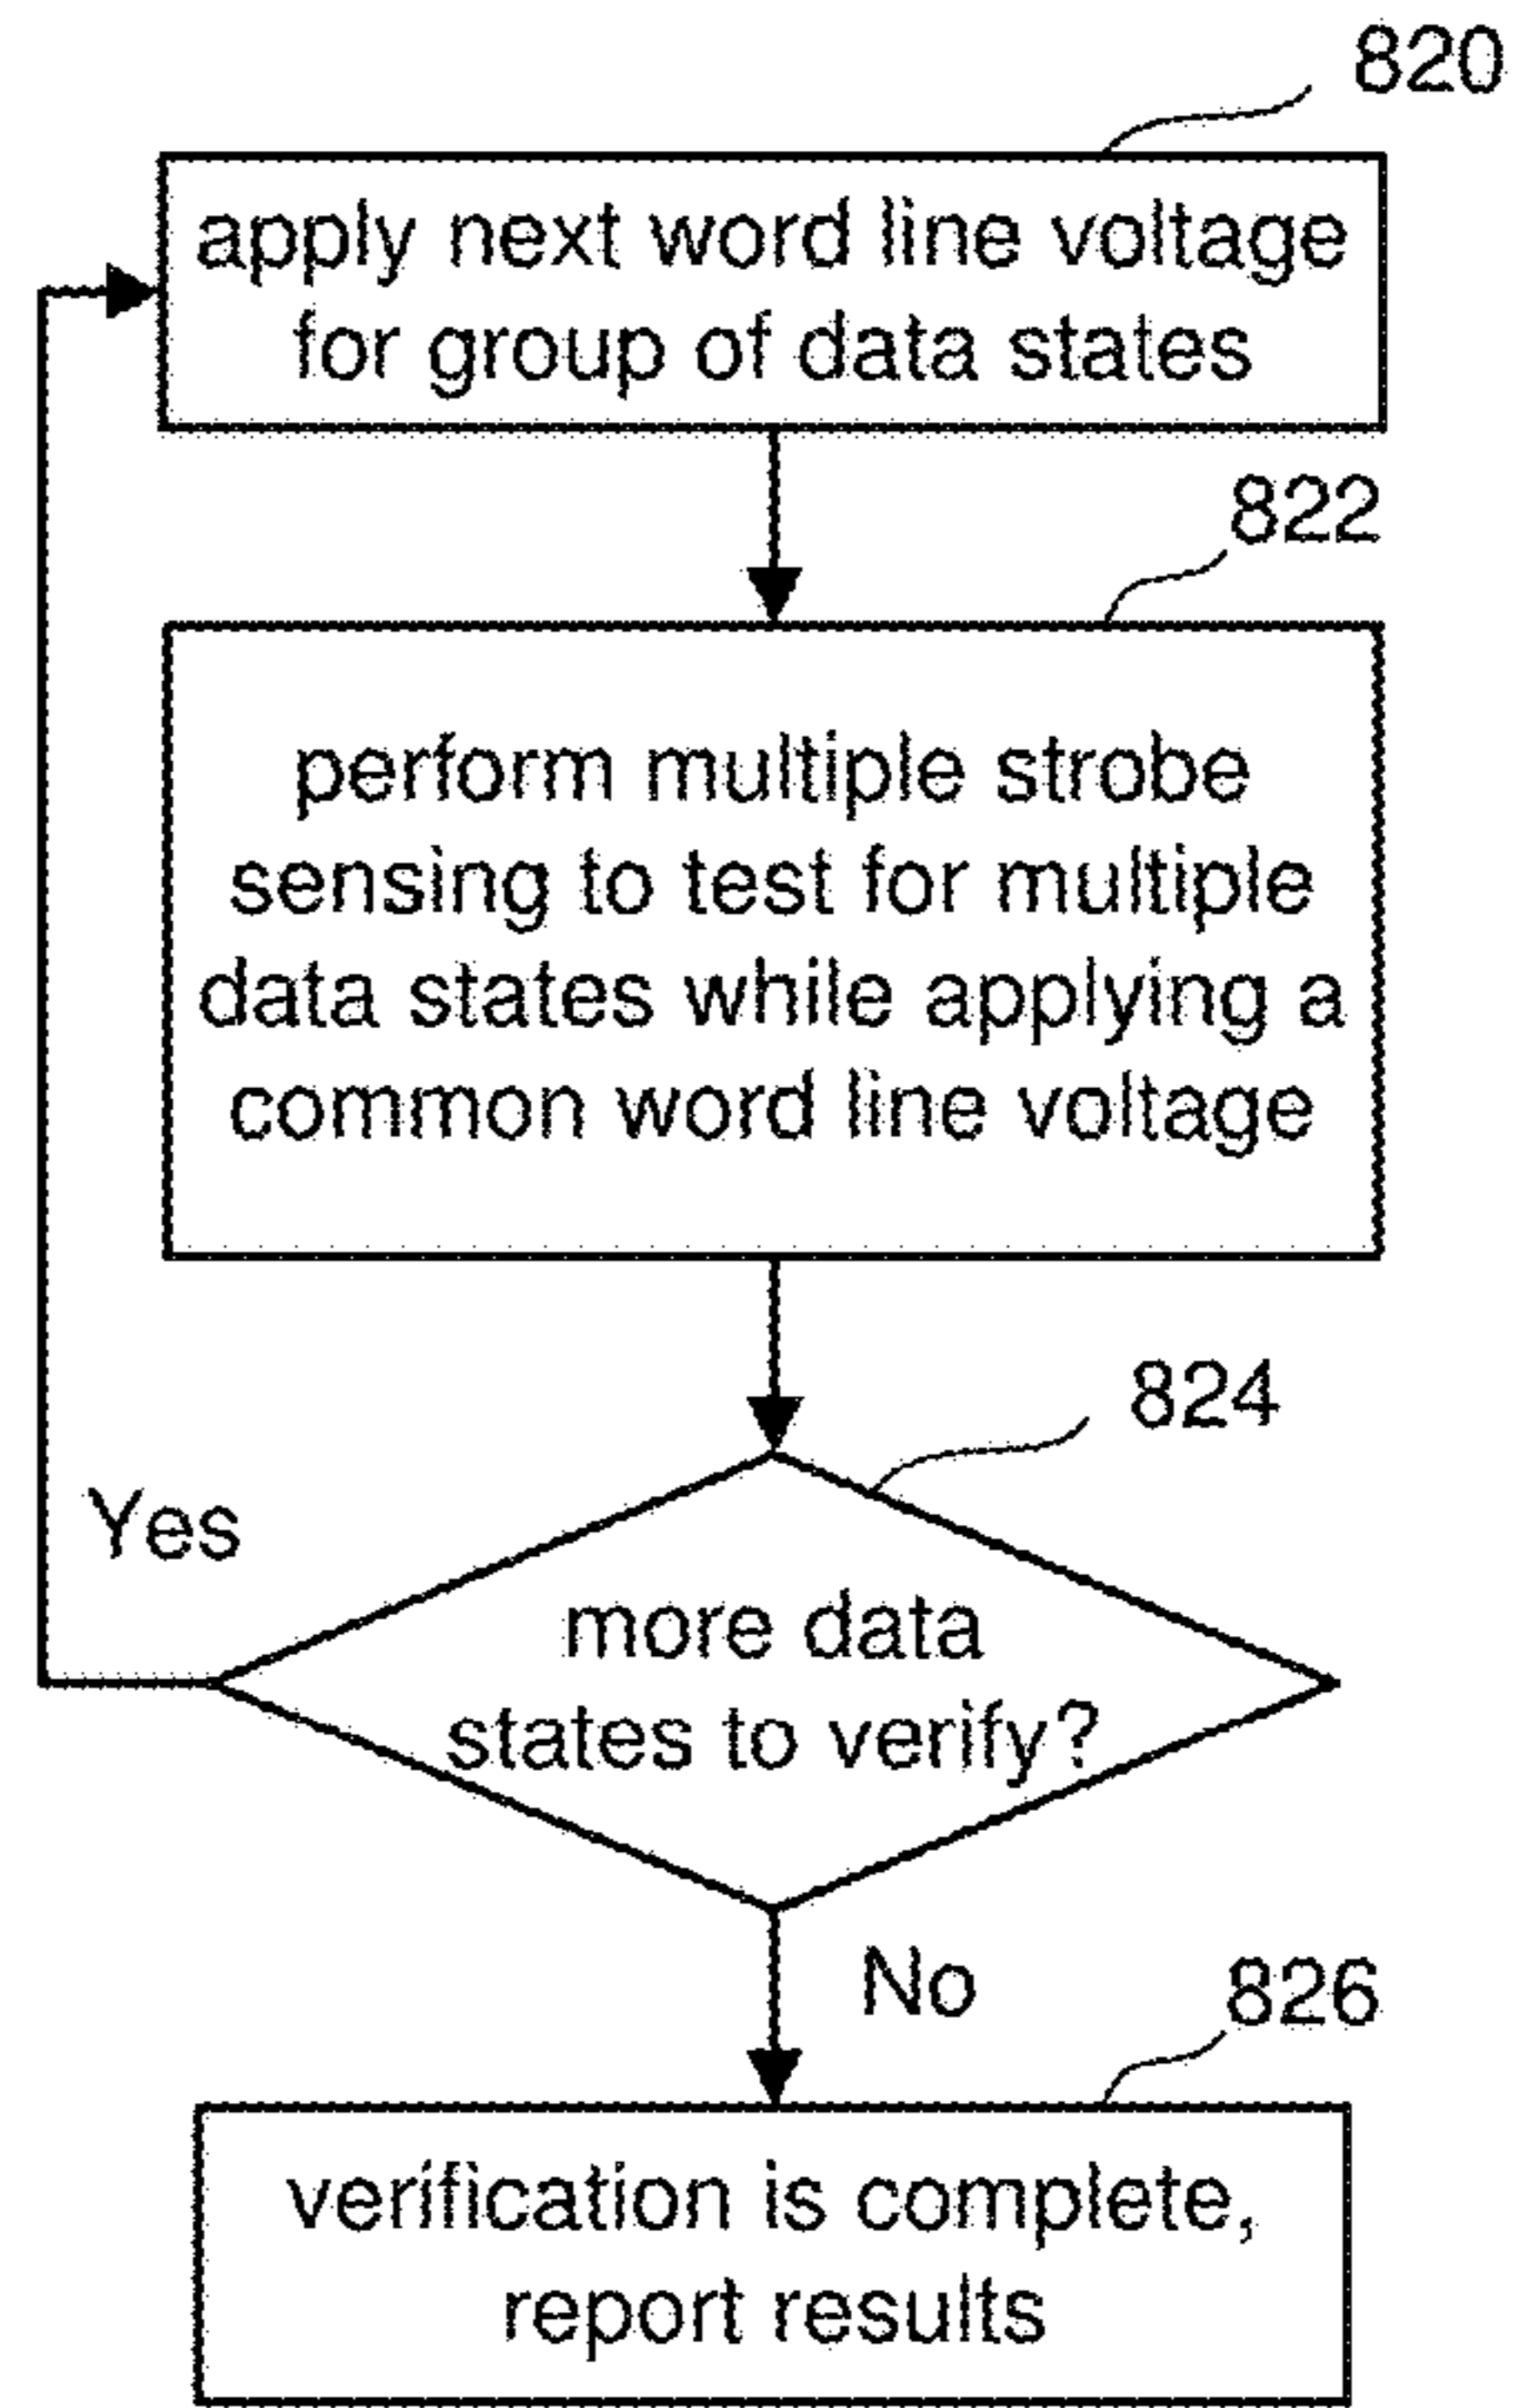 820
apply next word line voltage
for group of data states
822
perform multiple strobe
sensing to test for multiple
data states while applying a
common word line voltage
824
Yes
more data
states to verify?
No
826
verification is complete,
report results